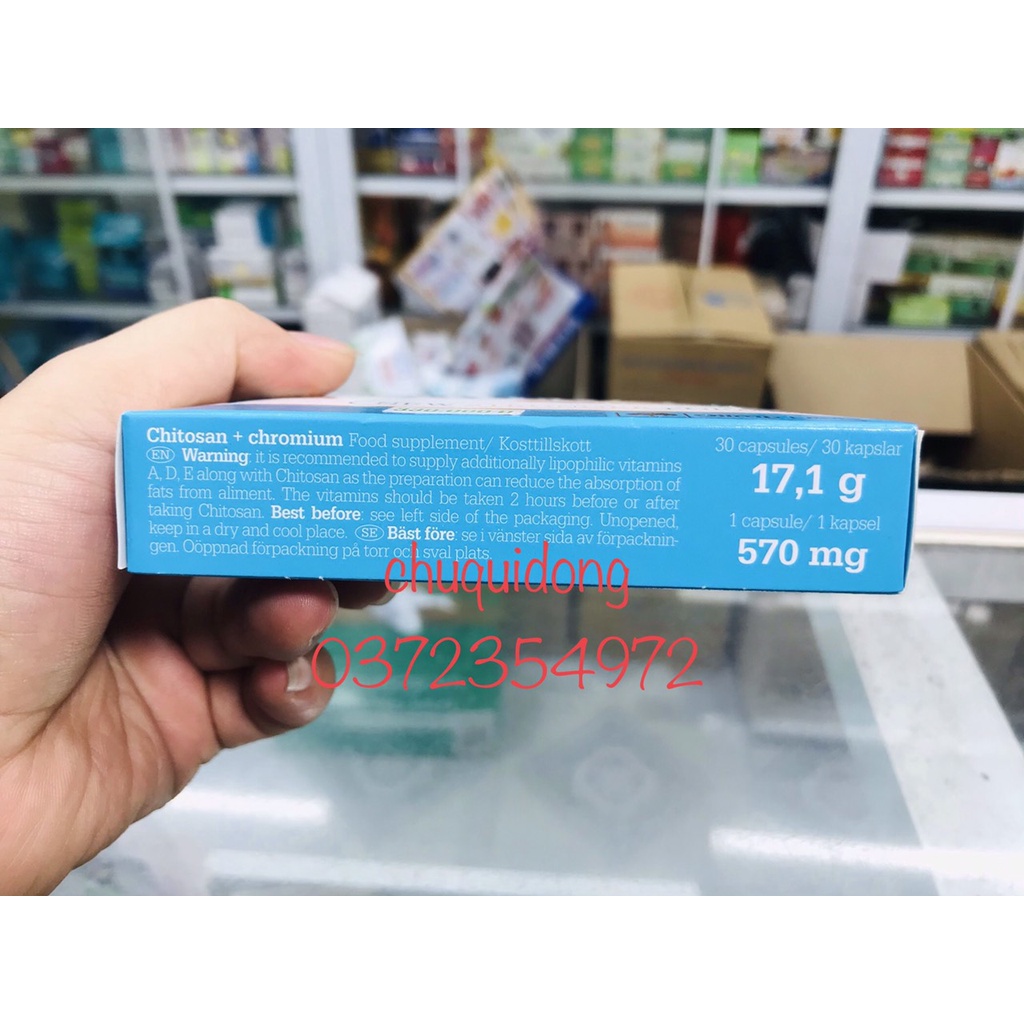 Chitosan + chromium Food supplement/ Kosttillskott
EN Warning: it is recommended to supply additionally lipophilic vitamins
A, D, E along with Chitosan as the preparation can reduce the absorption of
fats from aliment. The vitamins should be taken 2 hours before or after
taking Chitosan. Best before: see left side of the packaging. Unopened,
keep in a dry and cool place. SE Bäst före: se i vänster sida av förpacknin-
gen. Oöppnad förpackning på torr och sval plats.
30 capsules/ 30 kapslar
17,1 g
1 capsule/ 1 kapsel
570 mg
chuquidong
0372354972